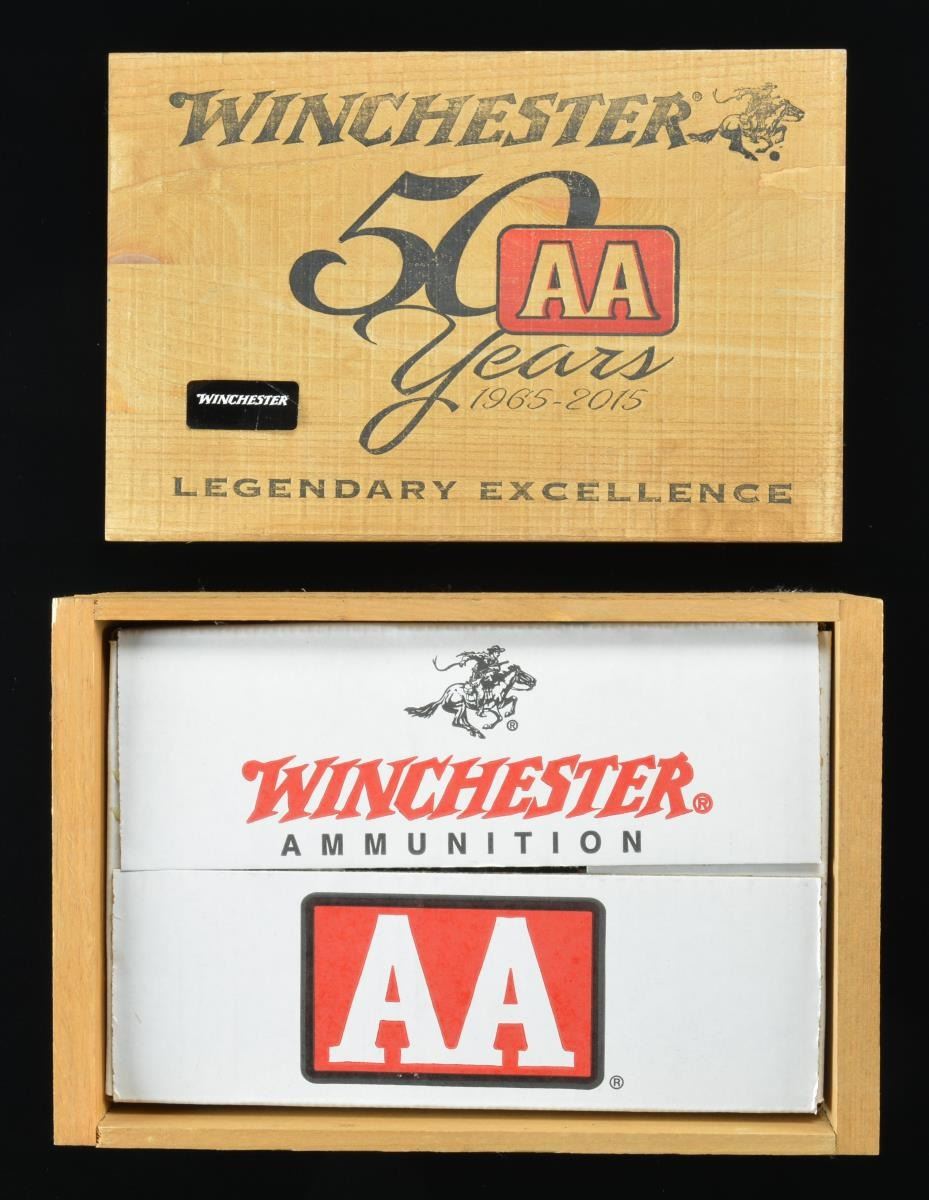 WINCHESTER®
50 AA
Years
1965-2015
WINCHESTER
LEGENDARY EXCELLENCE
®
WINCHESTER®
AMMUNITION
AA
®